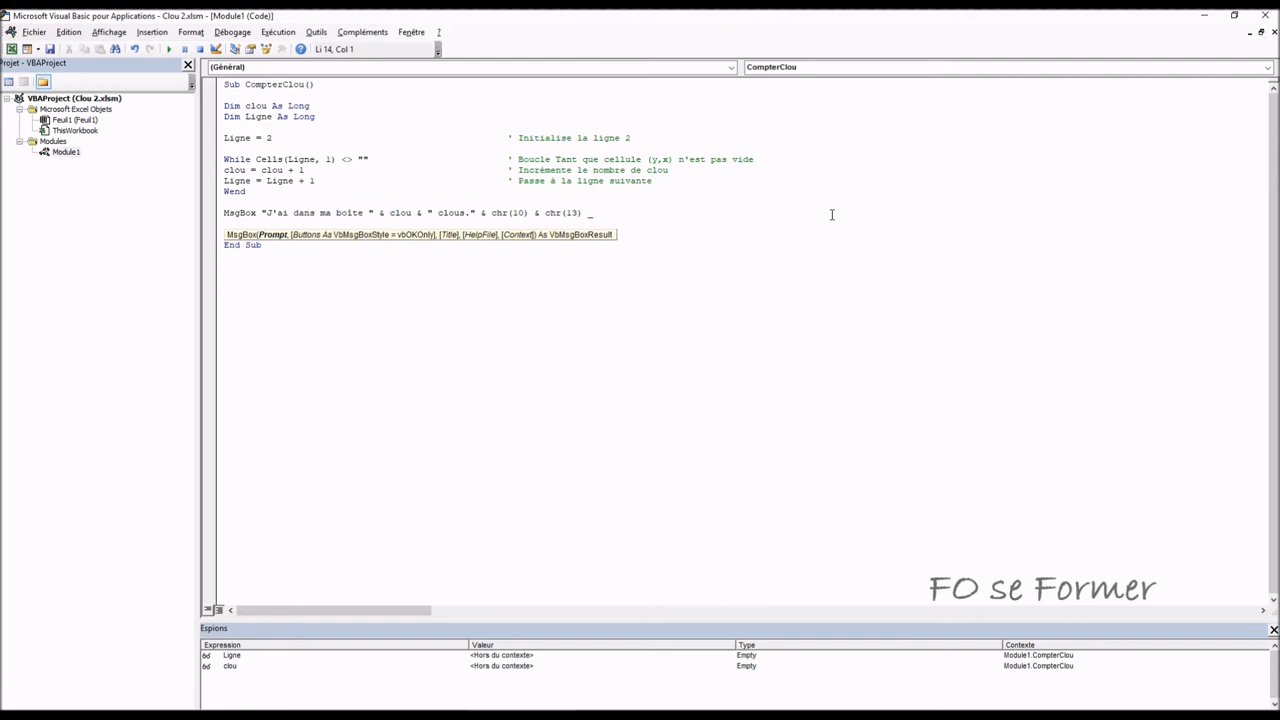 Microsoft Visual Basic pour Applications - Clou 2.xlsm - [Module1 (Code)]
Fichier Edition Affichage Insertion Format Débogage Exécution Outils Compléments Fenêtre ?
Li 14, Col 1
Projet - VBAProject
(Général) CompterClou
VBAProject (Clou 2.xlsm)
Microsoft Excel Objets
Feuil1 (Feuil1)
ThisWorkbook
Modules
Module1
Sub CompterClou()
Dim clou As Long
Dim Ligne As Long
Ligne = 2 ' Initialise la ligne 2
While Cells(Ligne, 1) <> "" ' Boucle Tant que cellule (y,x) n'est pas vide
clou = clou + 1 ' Incrémente le nombre de clou
Ligne = Ligne + 1 ' Passe à la ligne suivante
Wend
MsgBox "J'ai dans ma boîte " & clou & " clous." & chr(10) & chr(13) _
MsgBox(Prompt, [Buttons As VbMsgBoxStyle = vbOKOnly], [Title], [HelpFile], [Context]) As VbMsgBoxResult
End Sub
FO se Former
Espions
Expression Valeur Type Contexte
Ligne <Hors du contexte> Empty Module1.CompterClou
clou <Hors du contexte> Empty Module1.CompterClou